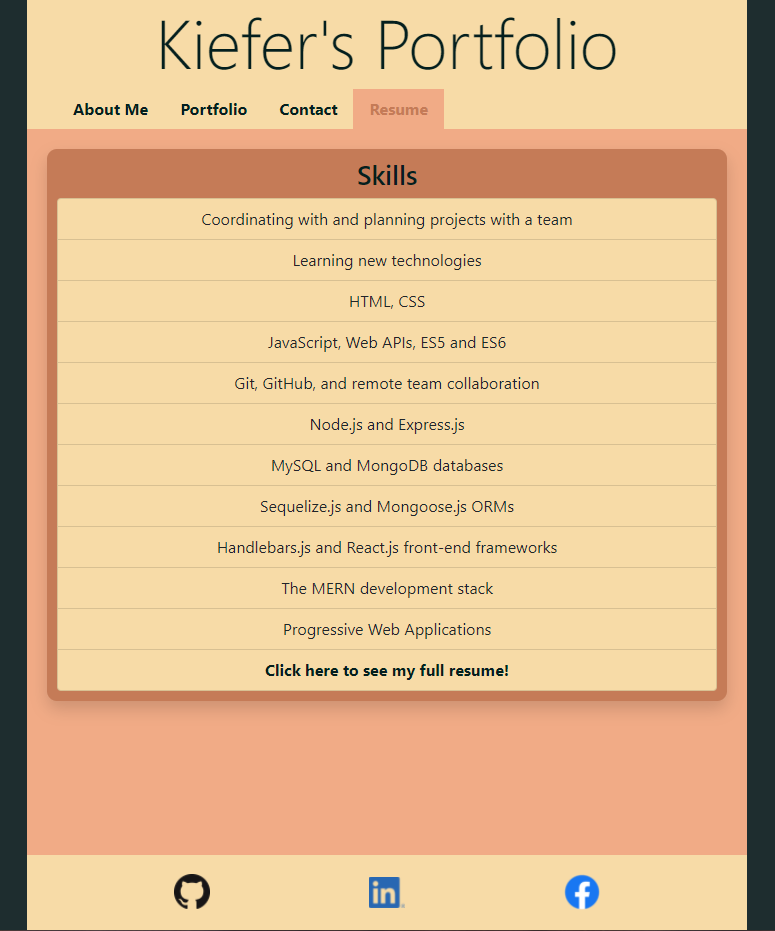 Kiefer's Portfolio
About Me Portfolio Contact Resume
Skills
Coordinating with and planning projects with a team
Learning new technologies
HTML, CSS
JavaScript, Web APIs, ES5 and ES6
Git, GitHub, and remote team collaboration
Node.js and Express.js
MySQL and MongoDB databases
Sequelize.js and Mongoose.js ORMs
Handlebars.js and React.js front-end frameworks
The MERN development stack
Progressive Web Applications
Click here to see my full resume!
in